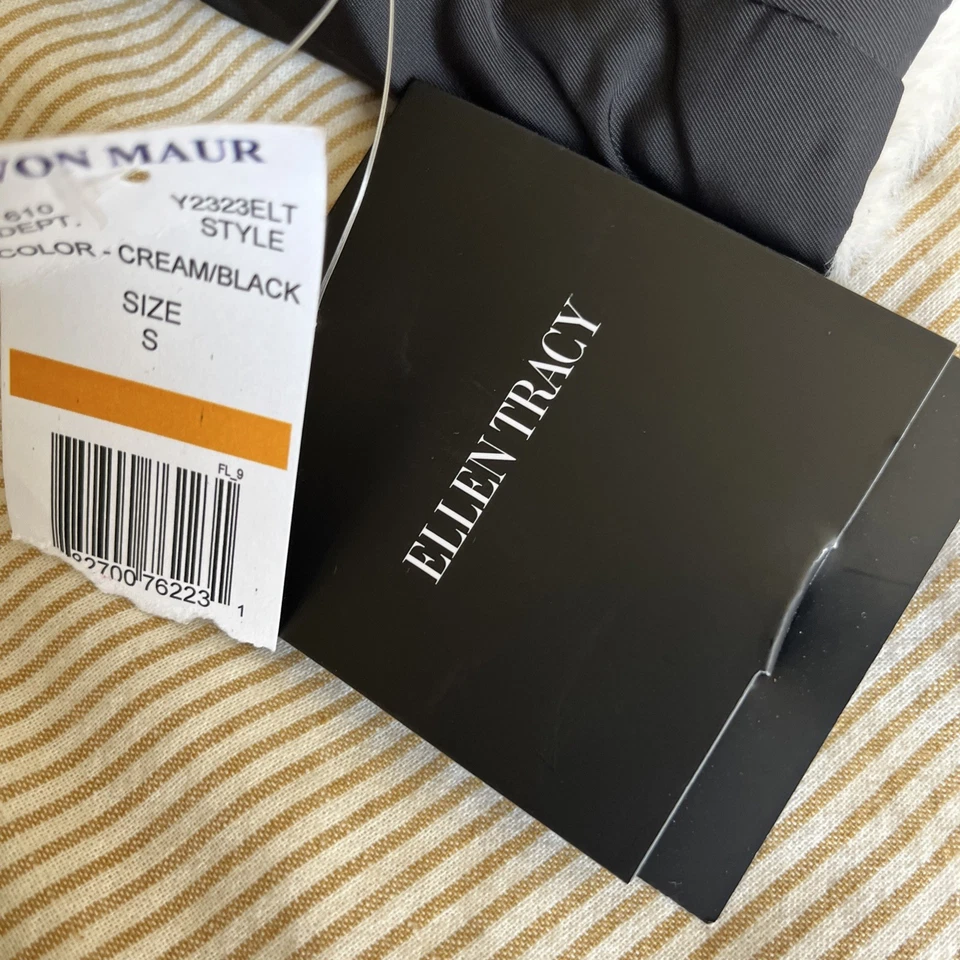 VON MAUR
610
DEPT.
Y2323ELT
STYLE
COLOR - CREAM/BLACK
SIZE
S
FL_9
82700 76223 1
ELLEN TRACY